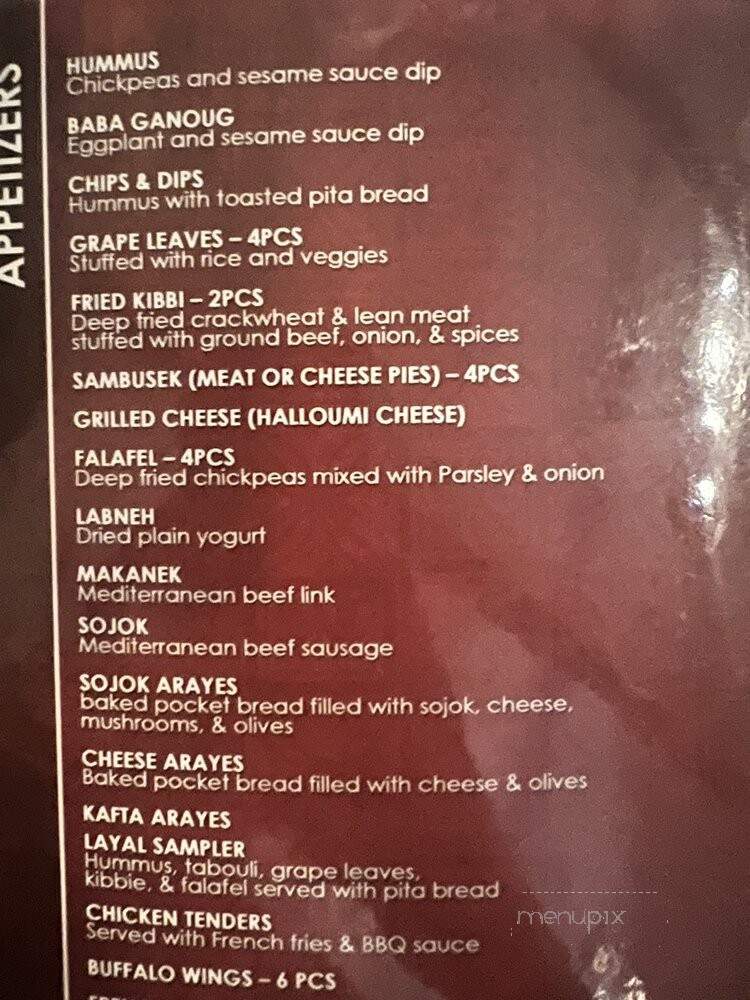 APPETIZERS
HUMMUS
Chickpeas and sesame sauce dip
BABA GANOUG
Eggplant and sesame sauce dip
CHIPS & DIPS
Hummus with toasted pita bread
GRAPE LEAVES – 4PCS
Stuffed with rice and veggies
FRIED KIBBI – 2PCS
Deep fried crackwheat & lean meat
stuffed with ground beef, onion, & spices
SAMBUSEK (MEAT OR CHEESE PIES) – 4PCS
GRILLED CHEESE (HALLOUMI CHEESE)
FALAFEL – 4PCS
Deep fried chickpeas mixed with Parsley & onion
LABNEH
Dried plain yogurt
MAKANEK
Mediterranean beef link
SOJOK
Mediterranean beef sausage
SOJOK ARAYES
baked pocket bread filled with sojok, cheese,
mushrooms, & olives
CHEESE ARAYES
Baked pocket bread filled with cheese & olives
KAFTA ARAYES
LAYAL SAMPLER
Hummus, tabouli, grape leaves,
kibbie, & falafel served with pita bread
CHICKEN TENDERS
Served with French fries & BBQ sauce
BUFFALO WINGS – 6 PCS
menupix